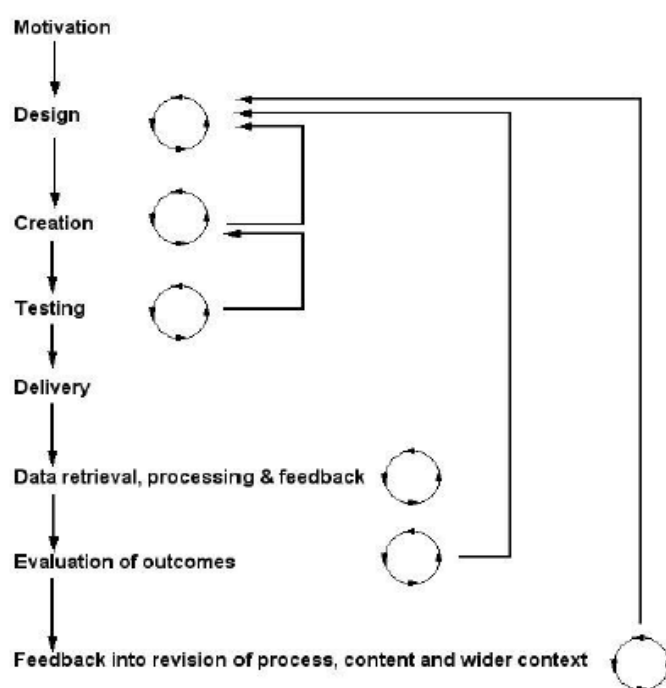 Motivation
Design
Creation
Testing
Delivery
Data retrieval, processing & feedback
Evaluation of outcomes
Feedback into revision of process, content and wider context